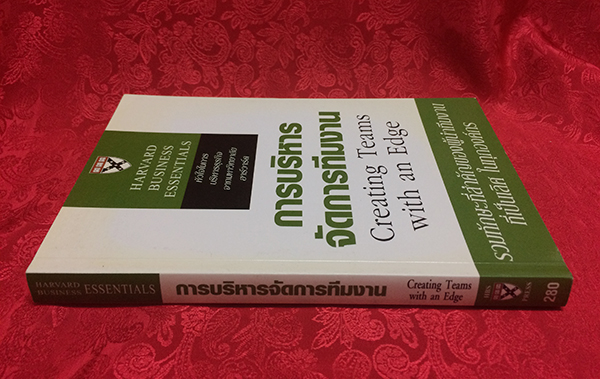 HARVARD
BUSINESS
ESSENTIALS
หัวใจในการ
บริหารธุรกิจ
จากมหาวิทยาลัย
ฮาร์วาร์ด
การบริหาร
จัดการทีมงาน
Creating Teams
with an Edge
รวมทักษะที่สำคัญของผู้นำทีมงาน
ที่เป็นเลิศ ในทุกองค์กร
HARVARD
BUSINESS ESSENTIALS
การบริหารจัดการทีมงาน
Creating Teams
with an Edge
HBS
PRESS
280